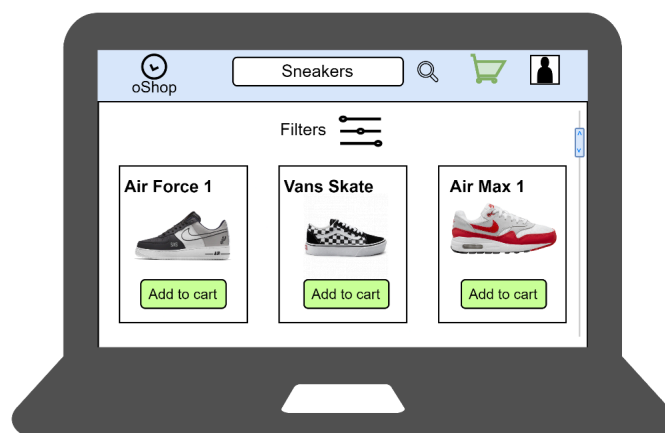 oShop
Sneakers
Filters
Air Force 1
Vans Skate
Air Max 1
Add to cart
Add to cart
Add to cart